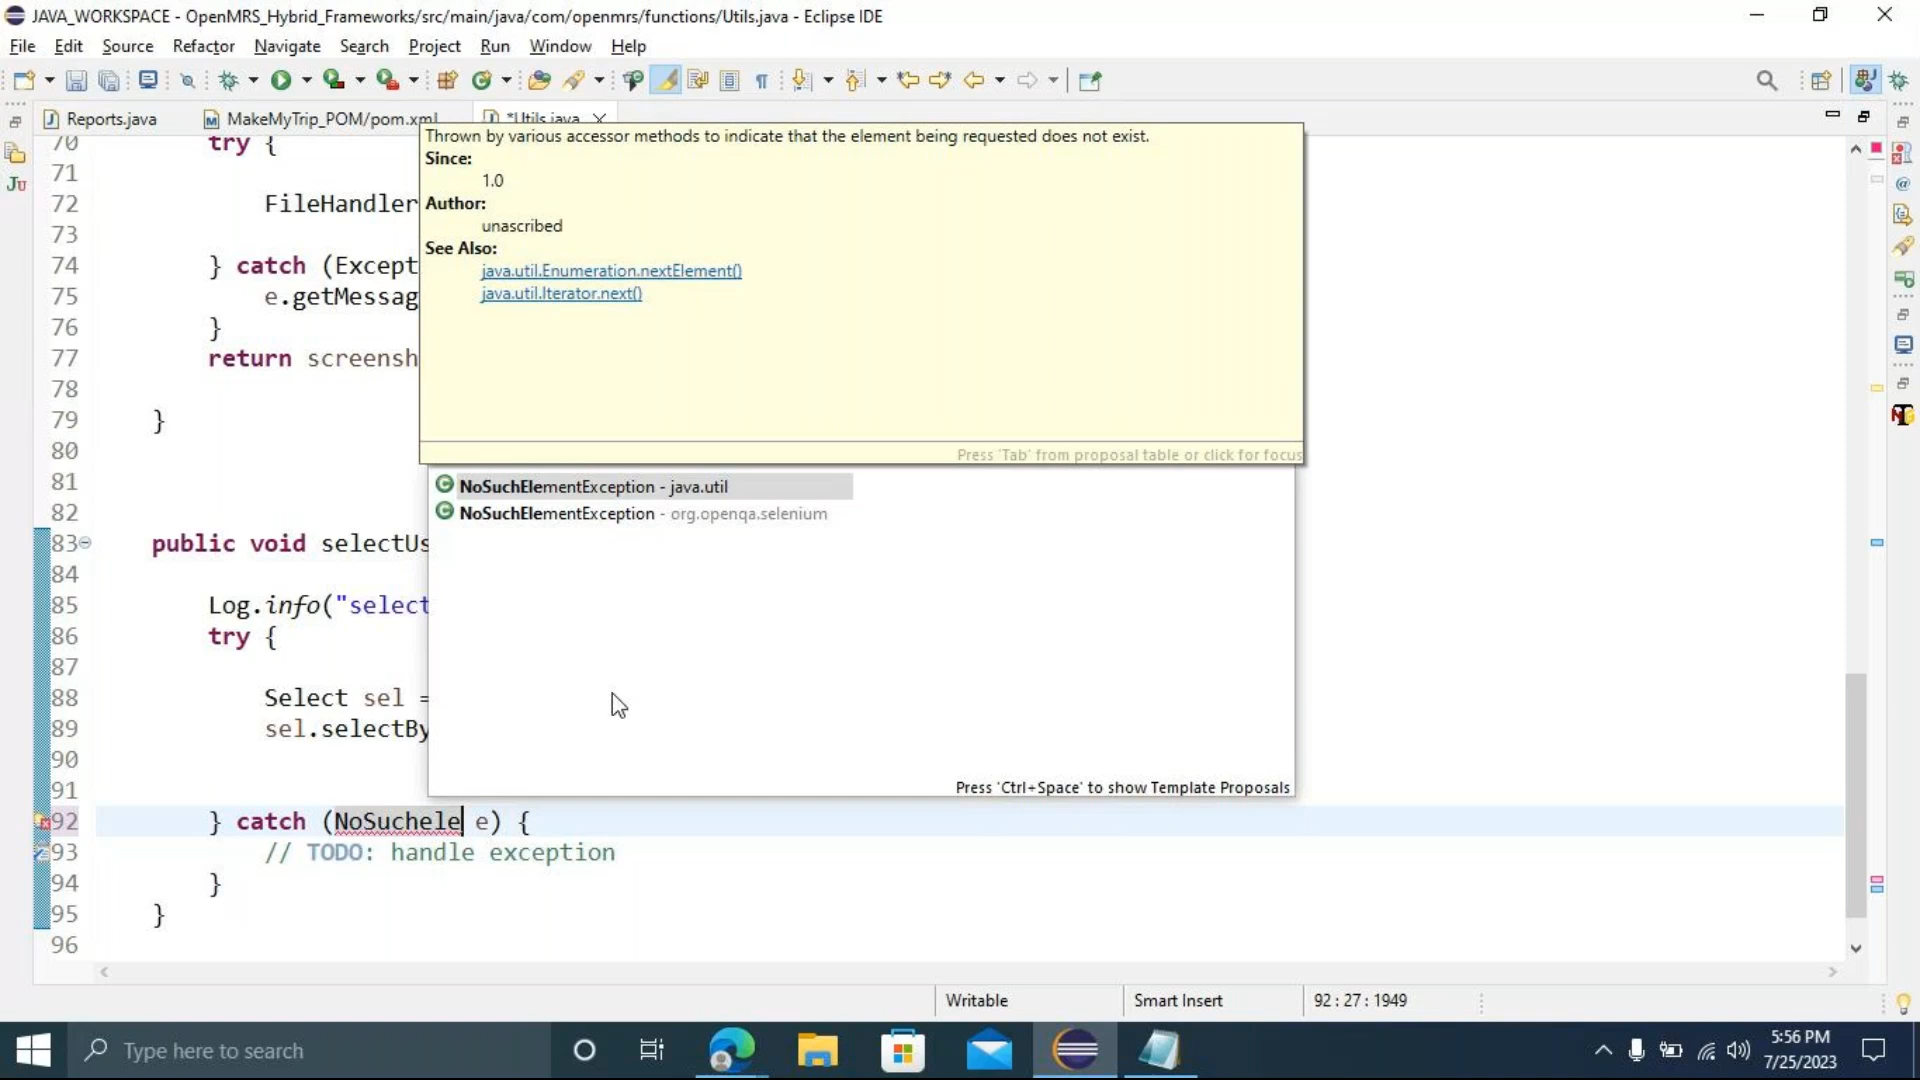 JAVA_WORKSPACE - OpenMRS_Hybrid_Frameworks/src/main/java/com/openmrs/functions/Utils.java - Eclipse IDE
File Edit Source Refactor Navigate Search Project Run Window Help
Reports.java MakeMyTrip_POM/pom.xml *Utils.java
70 try {
Thrown by various accessor methods to indicate that the element being requested does not exist.
Since:
1.0
Author:
unascribed
See Also:
java.util.Enumeration.nextElement()
java.util.Iterator.next()
Press 'Tab' from proposal table or click for focus
71
72 FileHandler
73
74 } catch (Except
75 e.getMessag
76 }
77 return screensh
78
79 }
80
81
82
NoSuchElementException - java.util
NoSuchElementException - org.openqa.selenium
Press 'Ctrl+Space' to show Template Proposals
83 public void selectUs
84
85 Log.info("select
86 try {
87
88 Select sel =
89 sel.selectBy
90
91
92 } catch (NoSuchele e) {
93 // TODO: handle exception
94 }
95 }
96
Writable Smart Insert 92 : 27 : 1949
Type here to search
5:56 PM
7/25/2023